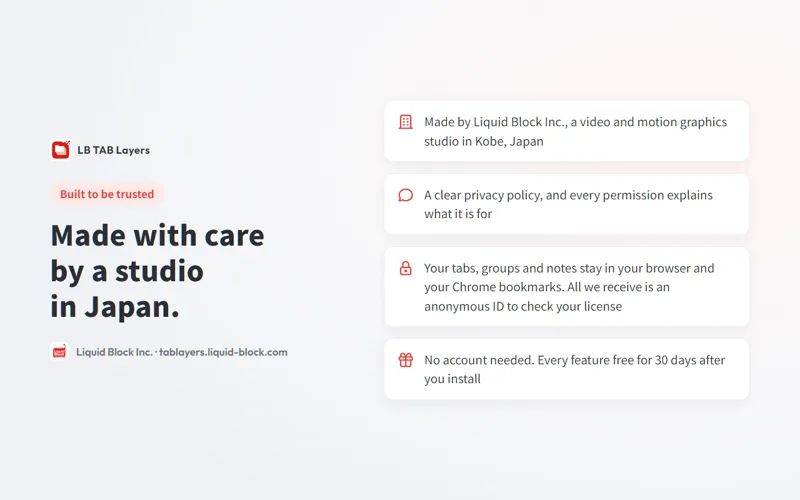 LB TAB Layers
Built to be trusted
Made with care
by a studio
in Japan.
Liquid Block Inc. · tablayers.liquid-block.com
Made by Liquid Block Inc., a video and motion graphics
studio in Kobe, Japan
A clear privacy policy, and every permission explains
what it is for
Your tabs, groups and notes stay in your browser and
your Chrome bookmarks. All we receive is an
anonymous ID to check your license
No account needed. Every feature free for 30 days after
you install